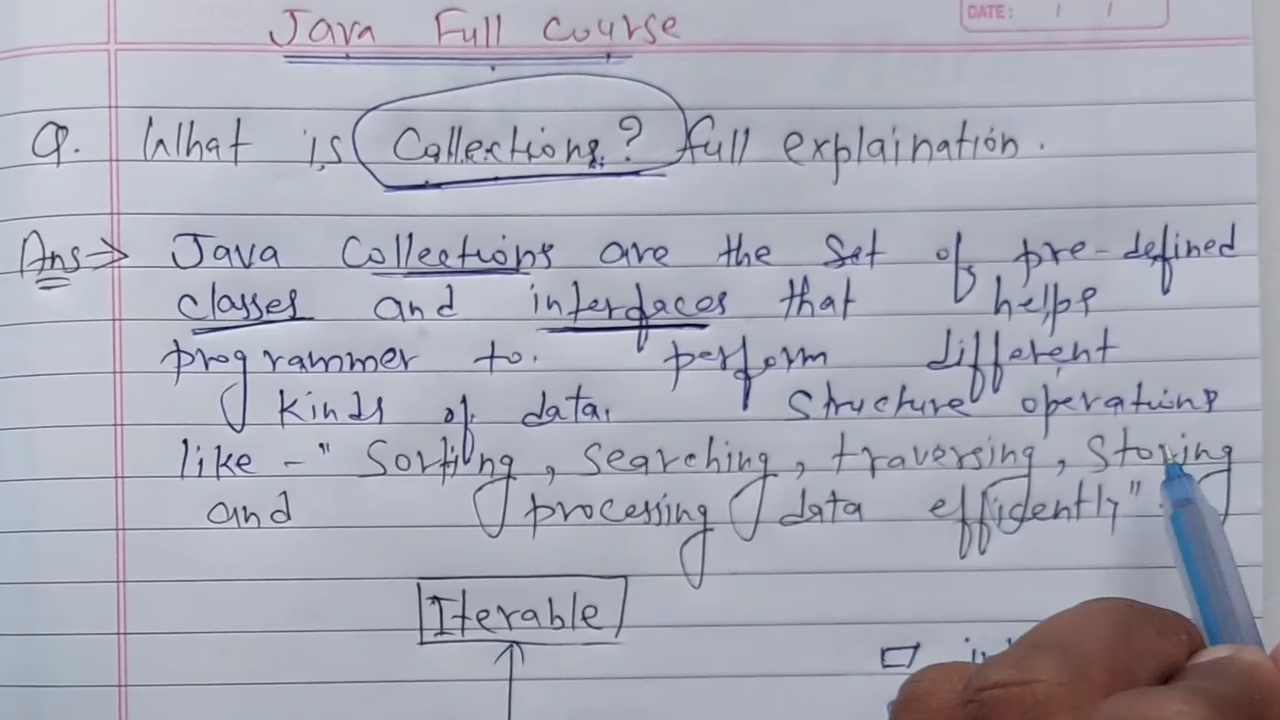 DATE: / /
Java Full Course
Q. What is Collections? full explaination.
Ans→ Java Collections are the set of pre-defined
classes and interfaces that helps
programmer to. perform different
kinds of data. structure operations
like -" Sorting, searching, traversing, storing
and processing data efficiently"
Iterable